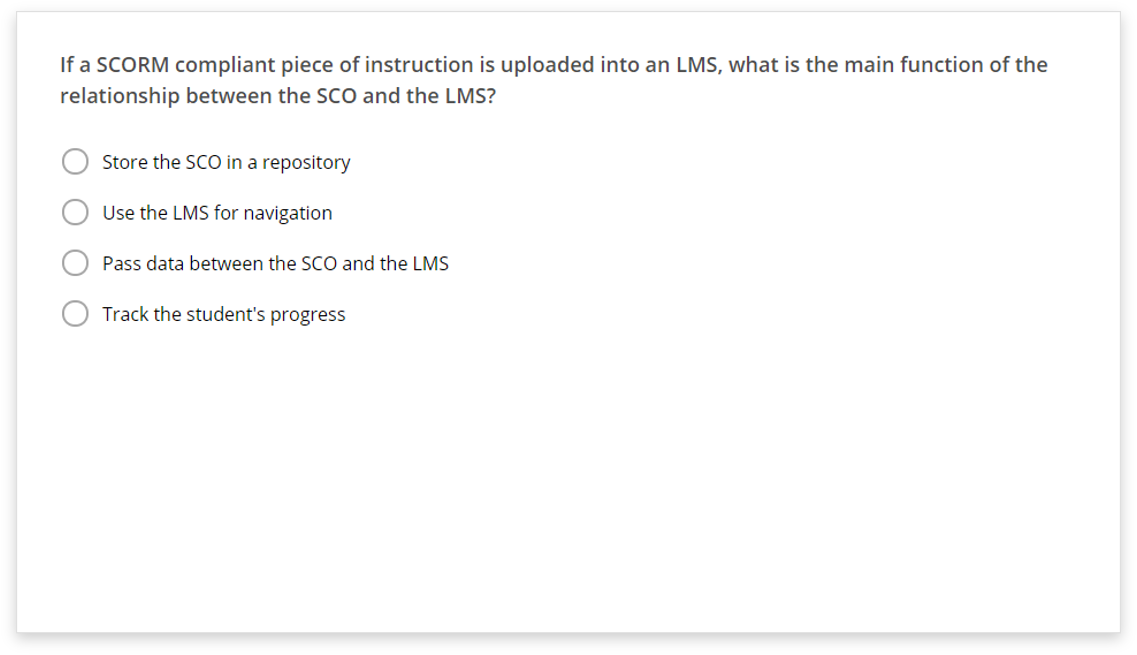 If a SCORM compliant piece of instruction is uploaded into an LMS, what is the main function of the
relationship between the SCO and the LMS?
Store the SCO in a repository
Use the LMS for navigation
Pass data between the SCO and the LMS
Track the student's progress